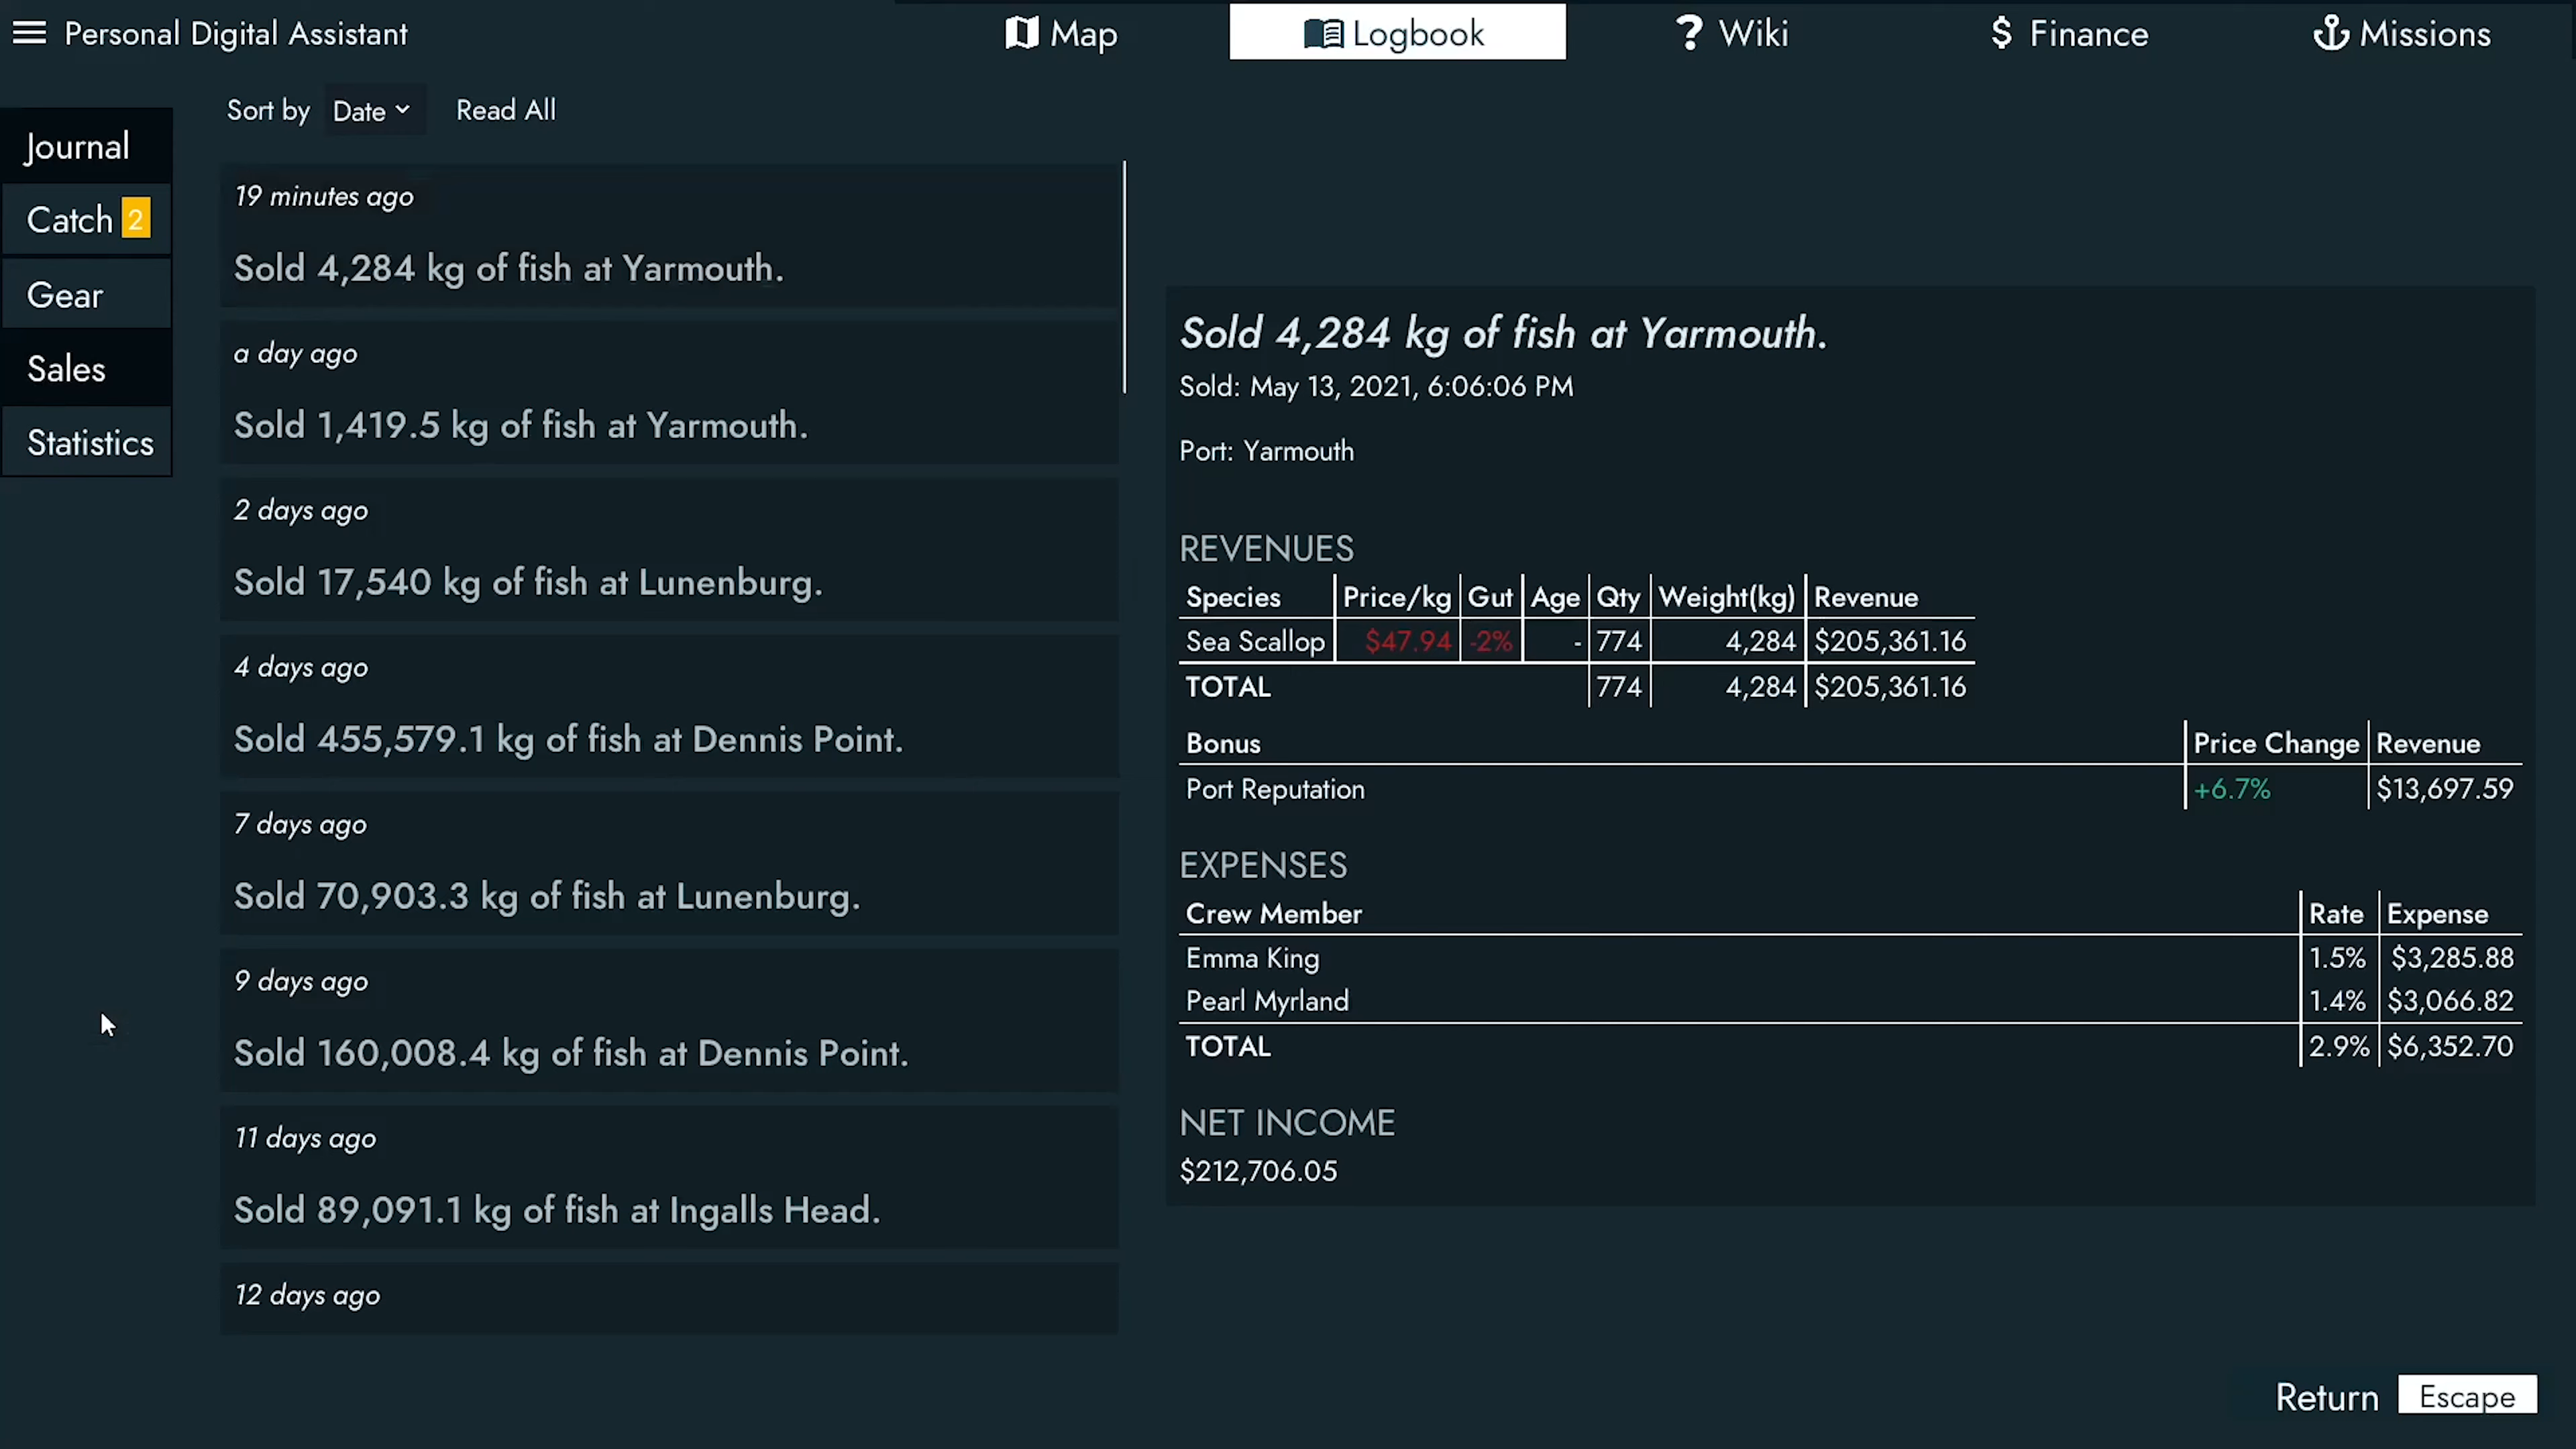 Personal Digital Assistant
Map
Logbook
? Wiki
$ Finance
Missions
Journal
Catch 2
Gear
Sales
Statistics
Sort by Date Read All
19 minutes ago
Sold 4,284 kg of fish at Yarmouth.
a day ago
Sold 1,419.5 kg of fish at Yarmouth.
2 days ago
Sold 17,540 kg of fish at Lunenburg.
4 days ago
Sold 455,579.1 kg of fish at Dennis Point.
7 days ago
Sold 70,903.3 kg of fish at Lunenburg.
9 days ago
Sold 160,008.4 kg of fish at Dennis Point.
11 days ago
Sold 89,091.1 kg of fish at Ingalls Head.
12 days ago
Sold 4,284 kg of fish at Yarmouth.
Sold: May 13, 2021, 6:06:06 PM
Port: Yarmouth
REVENUES
Species Price/kg Gut Age Qty Weight(kg) Revenue
Sea Scallop $47.94 -2% - 774 4,284 $205,361.16
TOTAL 774 4,284 $205,361.16
Bonus Price Change Revenue
Port Reputation +6.7% $13,697.59
EXPENSES
Crew Member Rate Expense
Emma King 1.5% $3,285.88
Pearl Myrland 1.4% $3,066.82
TOTAL 2.9% $6,352.70
NET INCOME
$212,706.05
Return Escape